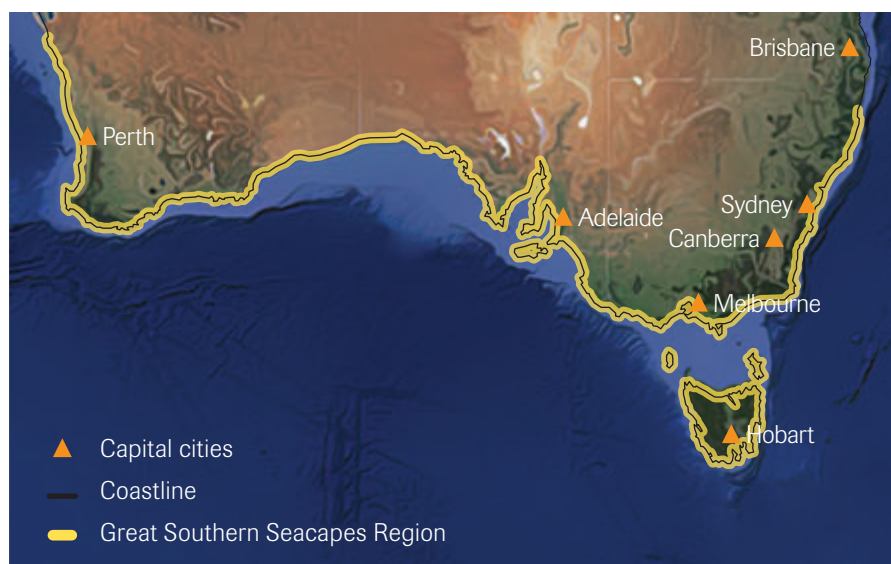 Brisbane
Perth
Sydney
Adelaide
Canberra
Melbourne
Hobart
Capital cities
Coastline
Great Southern Seacapes Region